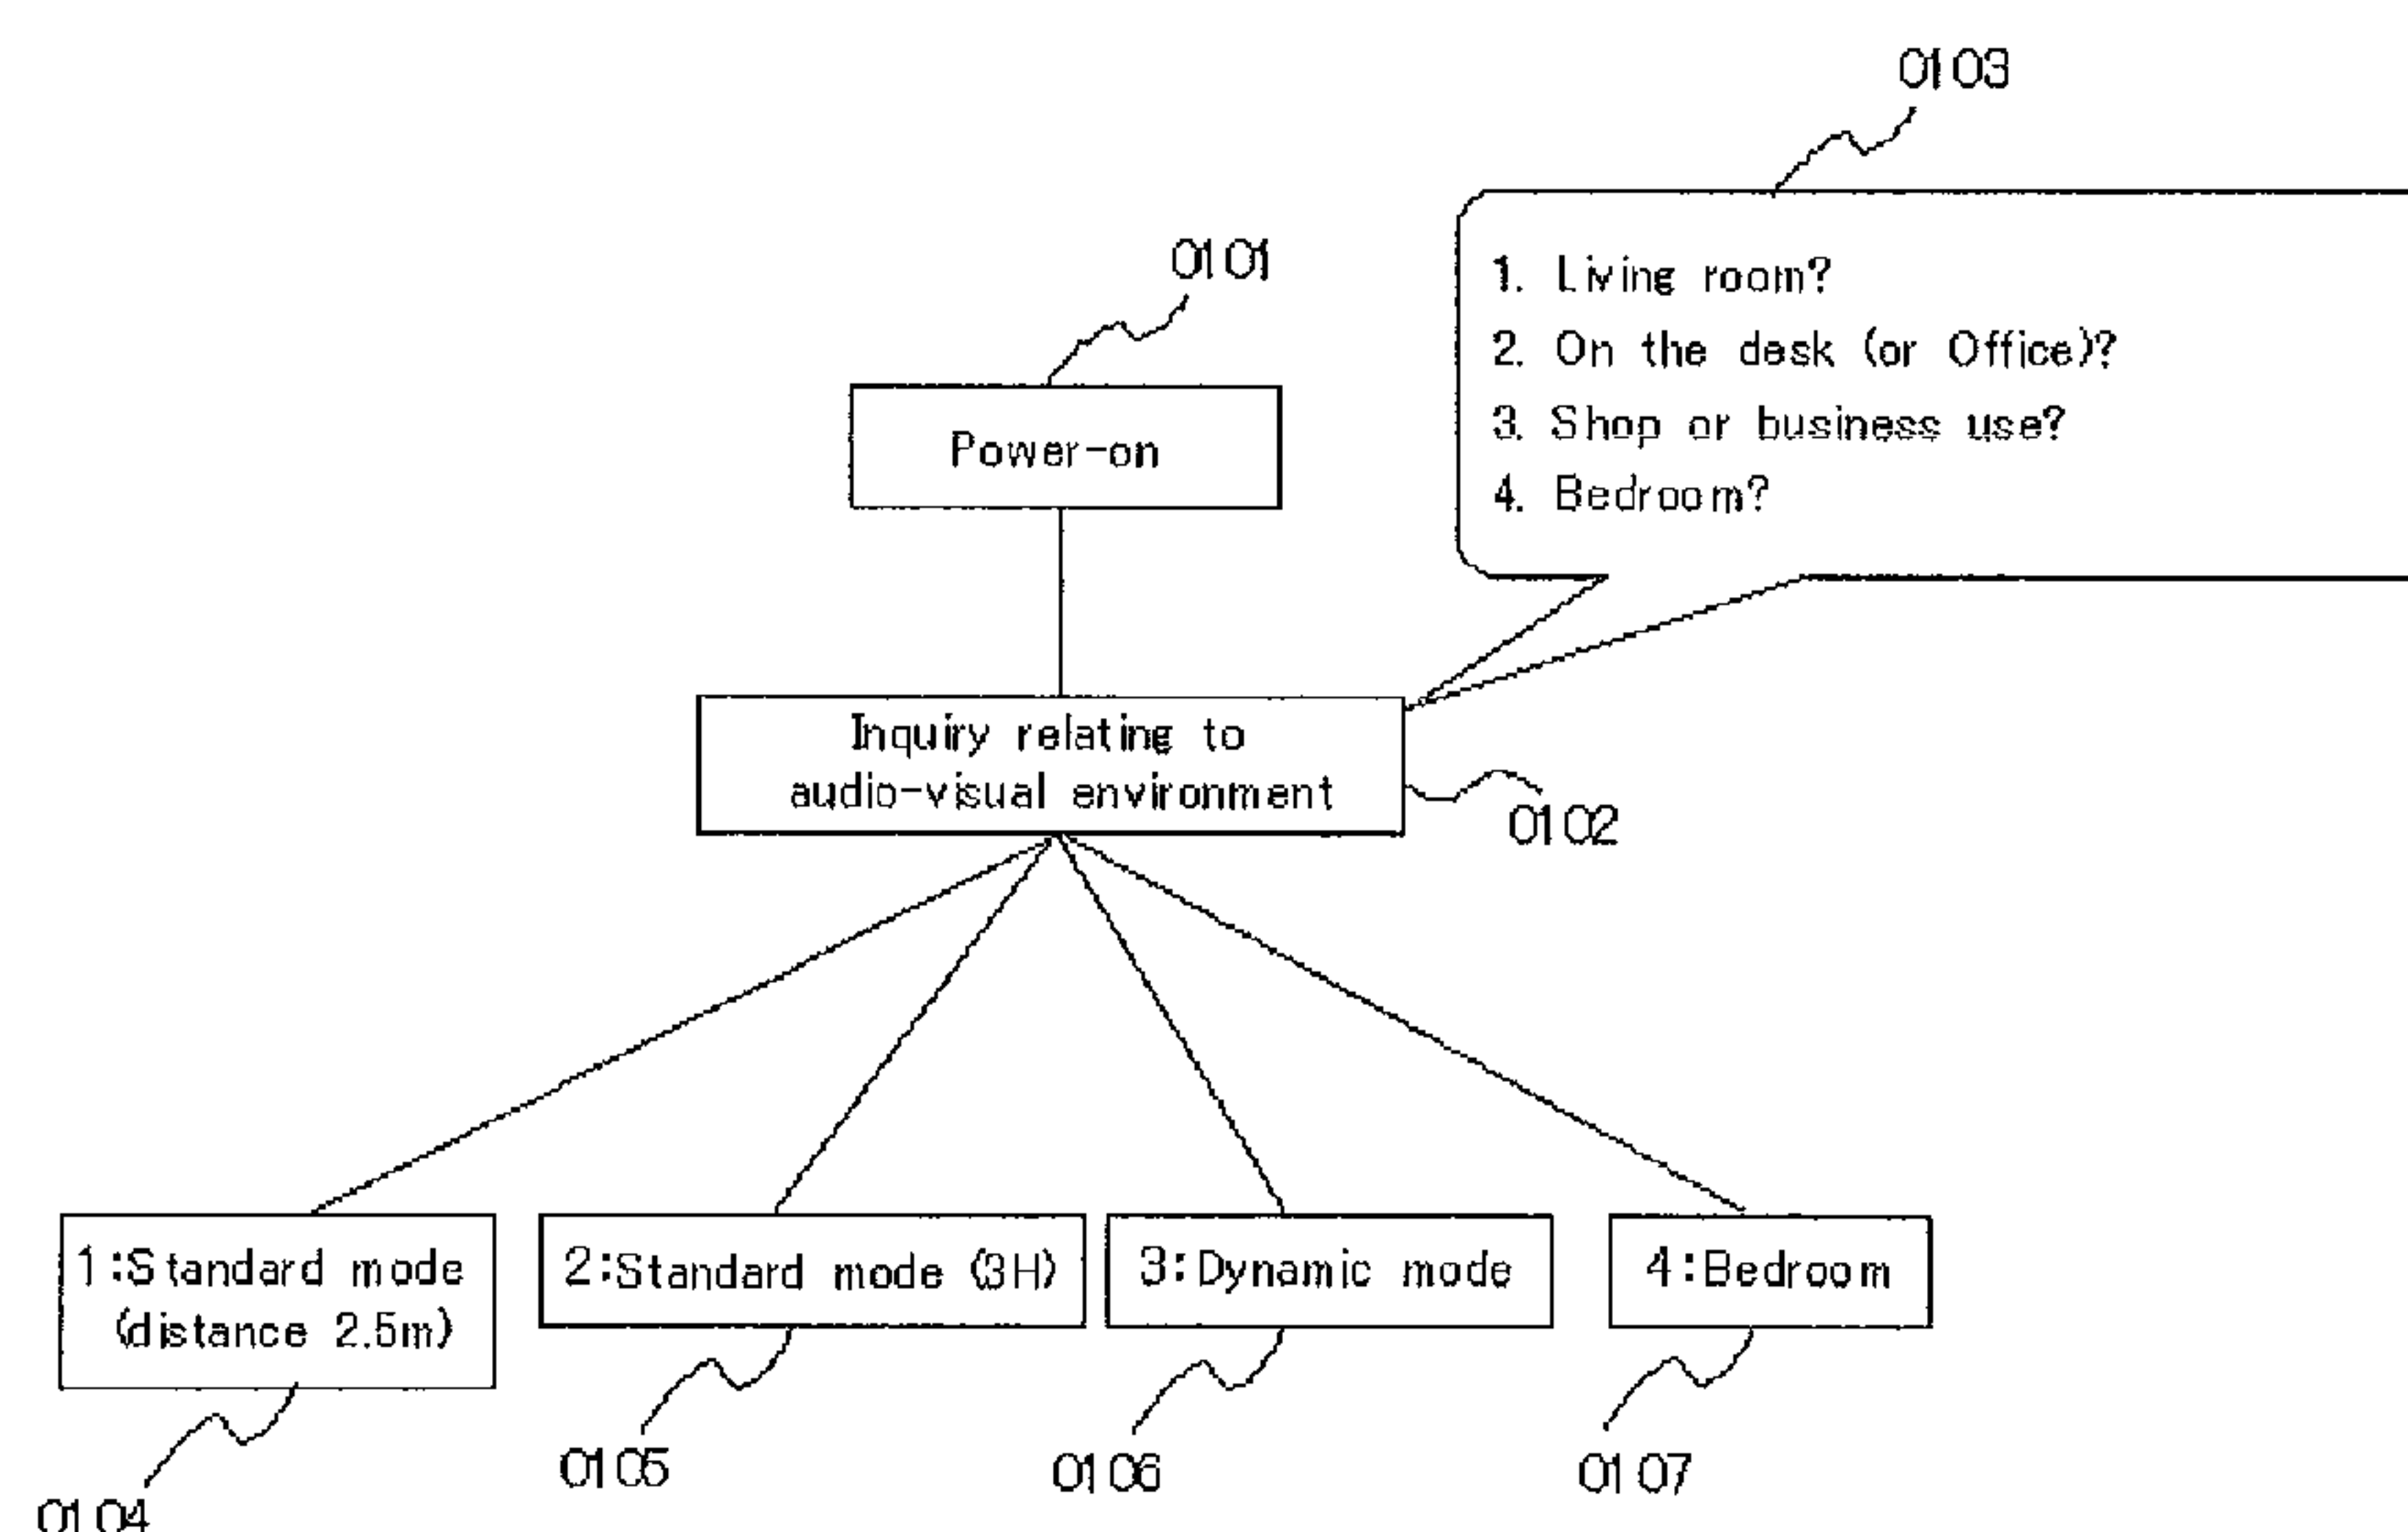 0103
0101
1. Living room?
2. On the desk (or Office)?
3. Shop or business use?
4. Bedroom?
Power-on
Inquiry relating to
audio-visual environment
0102
1:Standard mode
(distance 2.5m)
2:Standard mode (3H)
3:Dynamic mode
4:Bedroom
0104
0105
0106
0107